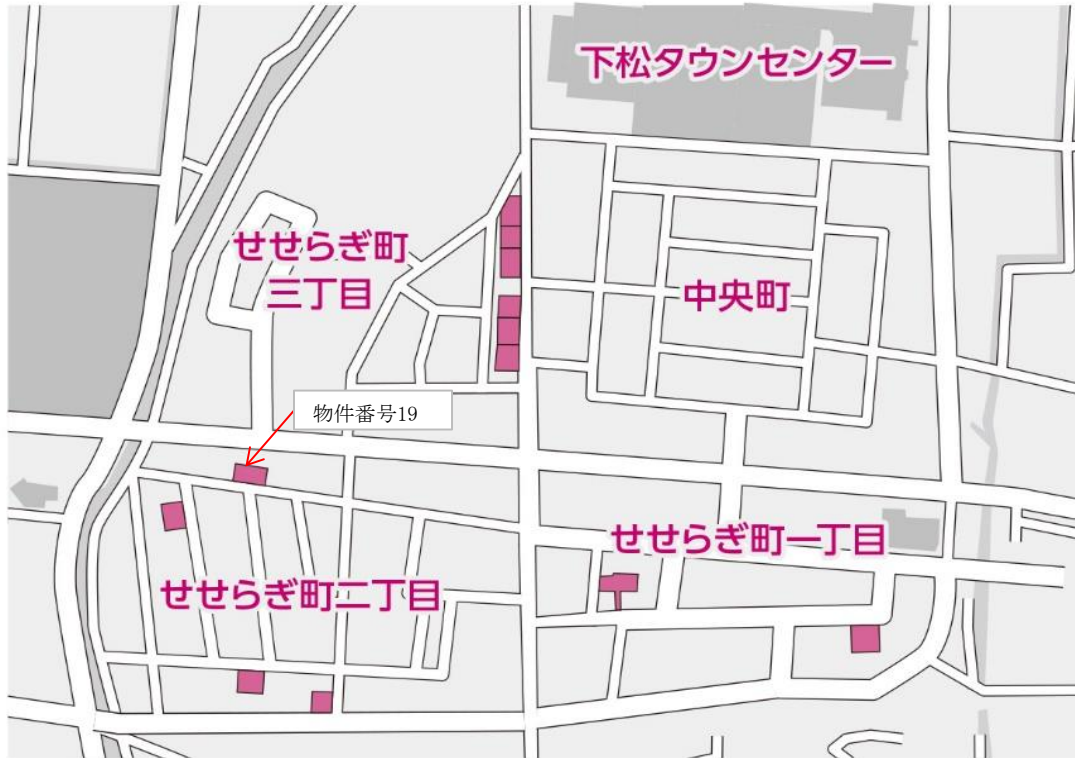 下松タウンセンター
せせらぎ町
三丁目
中央町
物件番号19
せせらぎ町一丁目
せせらぎ町二丁目